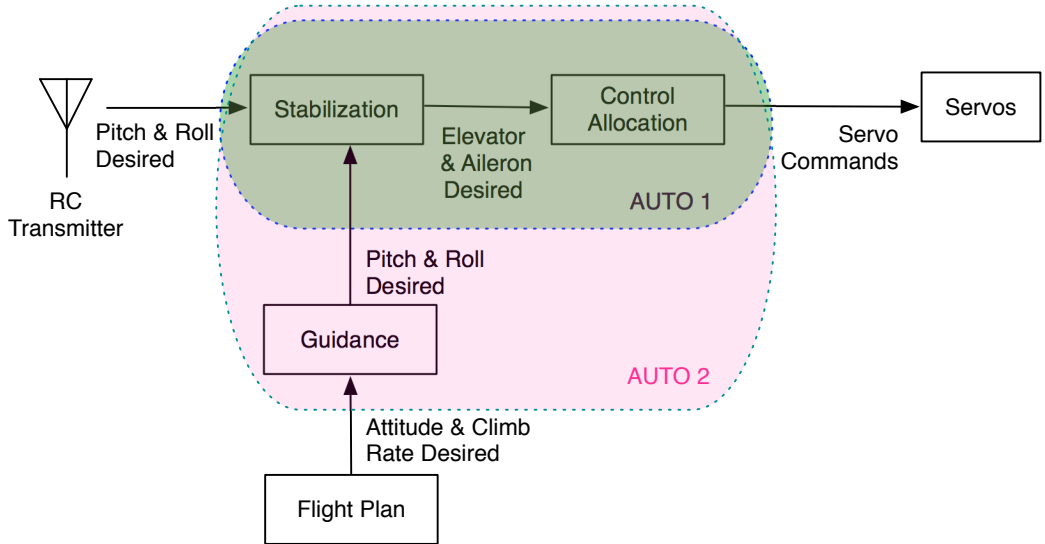 Stabilization
Control
Allocation
Servos
Pitch & Roll
Desired
Elevator
& Aileron
Desired
Servo
Commands
RC
Transmitter
AUTO 1
Pitch & Roll
Desired
Guidance
AUTO 2
Attitude & Climb
Rate Desired
Flight Plan